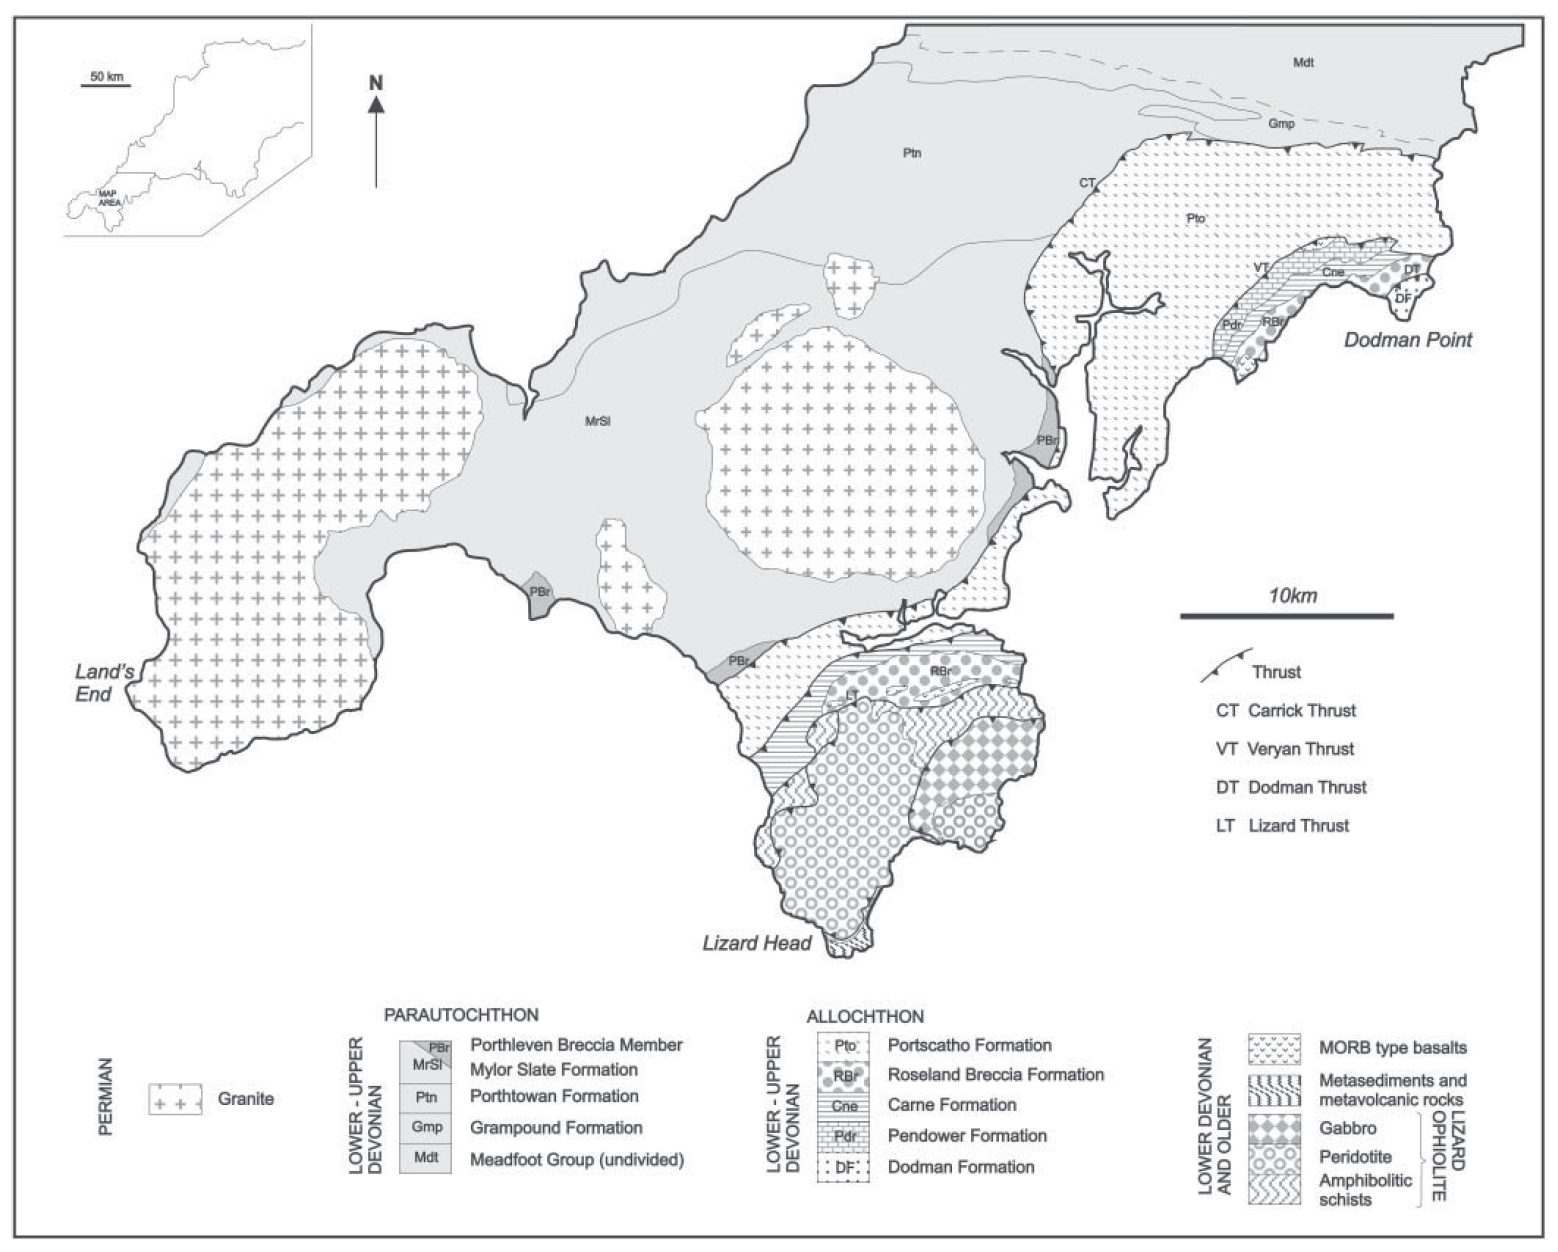 50 km
MAP
AREA
N
Mdt
Gmp
Ptn
CT
Pto
VT
Cne
DT
DF
Pdr
RBr
Dodman Point
MrSl
PBr
PBr
PBr
10km
Land's
End
RBr
LT
Lizard Head
Thrust
CT Carrick Thrust
VT Veryan Thrust
DT Dodman Thrust
LT Lizard Thrust
PERMIAN
Granite
PARAUTOCHTHON
LOWER - UPPER
DEVONIAN
PBr Porthleven Breccia Member
MrSl Mylor Slate Formation
Ptn Porthtowan Formation
Gmp Grampound Formation
Mdt Meadfoot Group (undivided)
ALLOCHTHON
LOWER - UPPER
DEVONIAN
Pto Portscatho Formation
RBr Roseland Breccia Formation
Cne Carne Formation
Pdr Pendower Formation
DF Dodman Formation
LOWER DEVONIAN
AND OLDER
MORB type basalts
Metasediments and
metavolcanic rocks
Gabbro
Peridotite
Amphibolitic
schists
LIZARD
OPHIOLITE